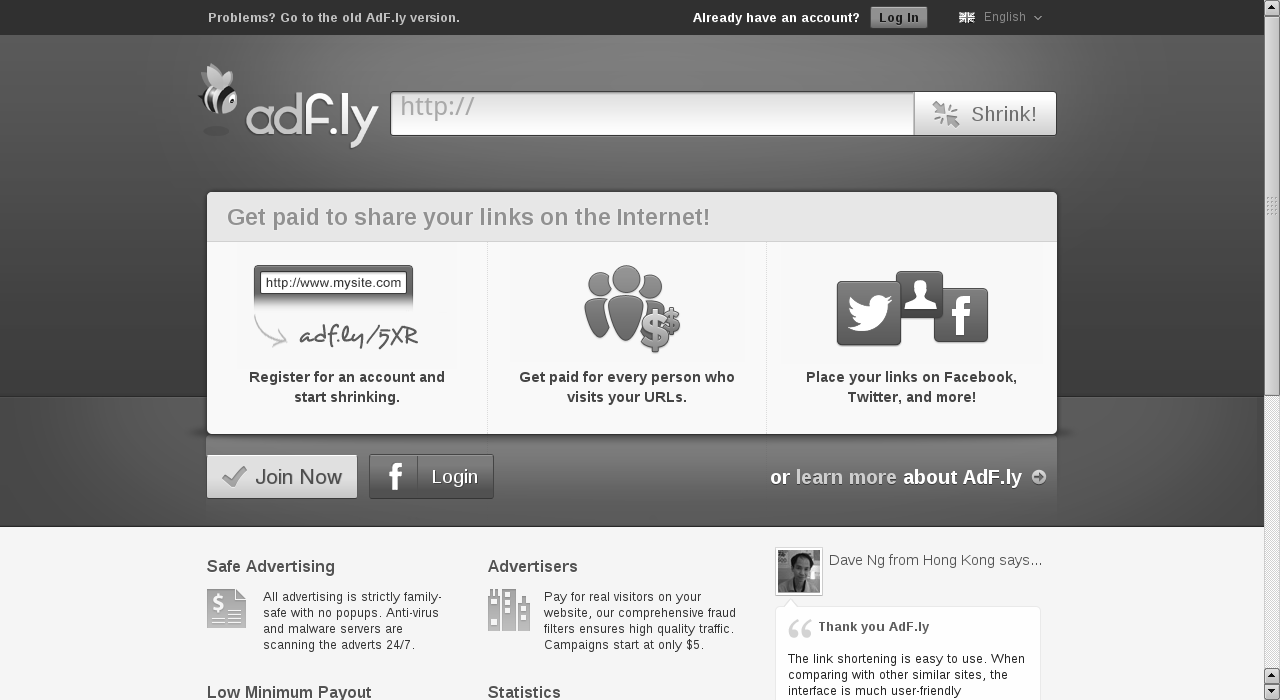 Problems? Go to the old AdF.ly version.
Already have an account?
Log In
English
adf.ly
http://
Shrink!
Get paid to share your links on the Internet!
http://www.mysite.com
adf.ly/5XR
Register for an account and
start shrinking.
Get paid for every person who
visits your URLs.
Place your links on Facebook,
Twitter, and more!
Join Now
Login
or learn more about AdF.ly
Safe Advertising
All advertising is strictly family-
safe with no popups. Anti-virus
and malware servers are
scanning the adverts 24/7.
Advertisers
Pay for real visitors on your
website, our comprehensive fraud
filters ensures high quality traffic.
Campaigns start at only $5.
Dave Ng from Hong Kong says...
Thank you AdF.ly
The link shortening is easy to use. When
comparing with other similar sites, the
interface is much user-friendly
Low Minimum Payout
Statistics